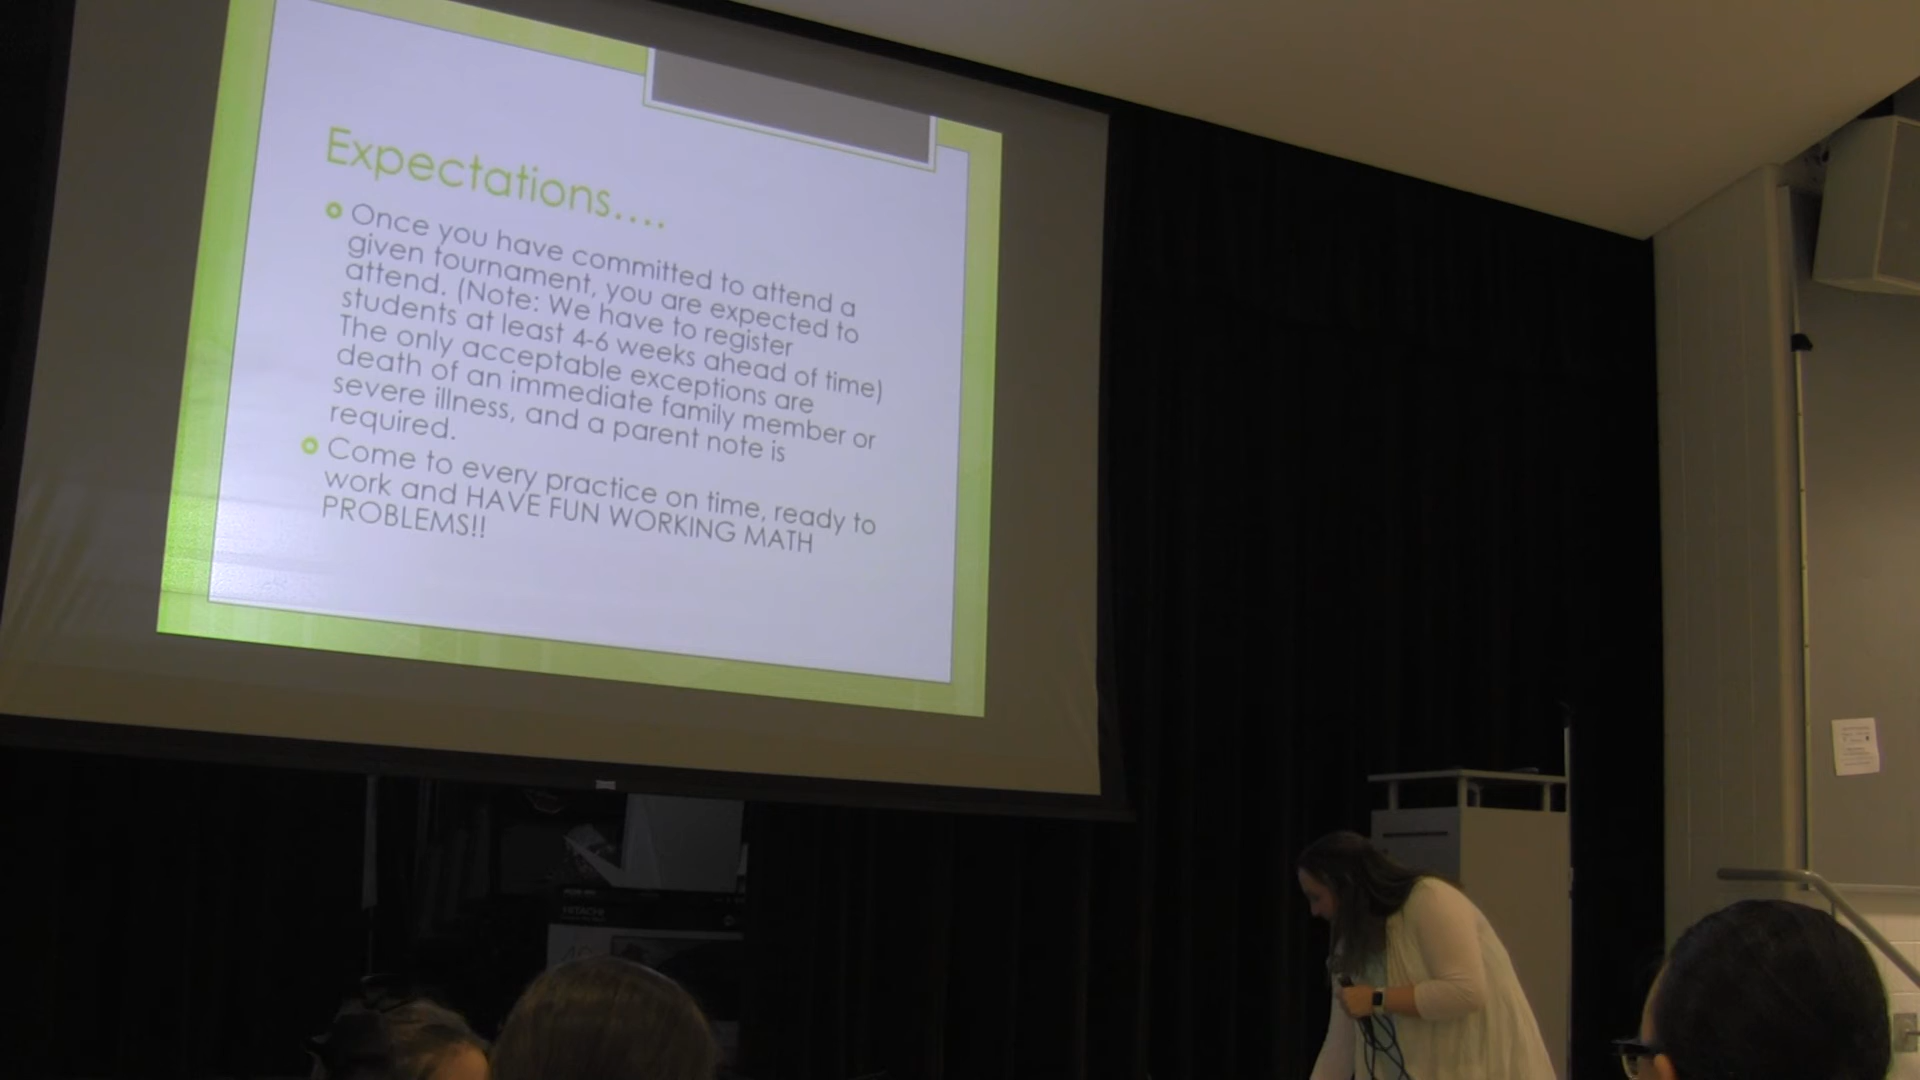 Expectations....
Once you have committed to attend a
given tournament, you are expected to
attend. (Note: We have to register
students at least 4-6 weeks ahead of time)
The only acceptable exceptions are
death of an immediate family member or
severe illness, and a parent note is
required.
Come to every practice on time, ready to
work and HAVE FUN WORKING MATH
PROBLEMS!!
HITACHI